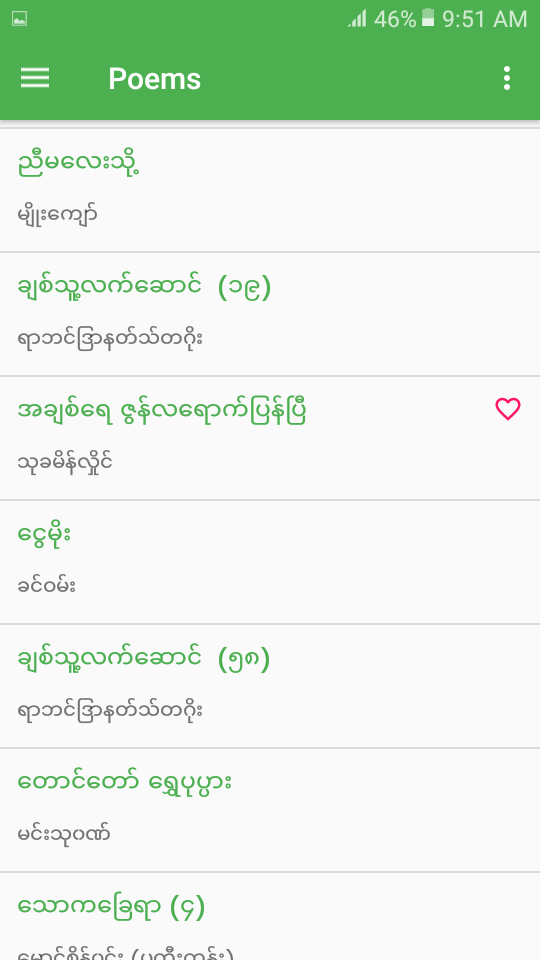 46% 9:51 AM
Poems
ညီမလေးသို့
မျိုးကျော်
ချစ်သူ့လက်ဆောင် (၁၉)
ရာဘင်ဒြာနတ်သ်တဂိုး
အချစ်ရေ ဇွန်လရောက်ပြန်ပြီ
သုခမိန်လှိုင်
ငွေမိုး
ခင်ဝမ်း
ချစ်သူ့လက်ဆောင် (၅၈)
ရာဘင်ဒြာနတ်သ်တဂိုး
တောင်တော် ရွှေပုပ္ပား
မင်းသု၀ဏ်
သောကခြေရာ (၄)